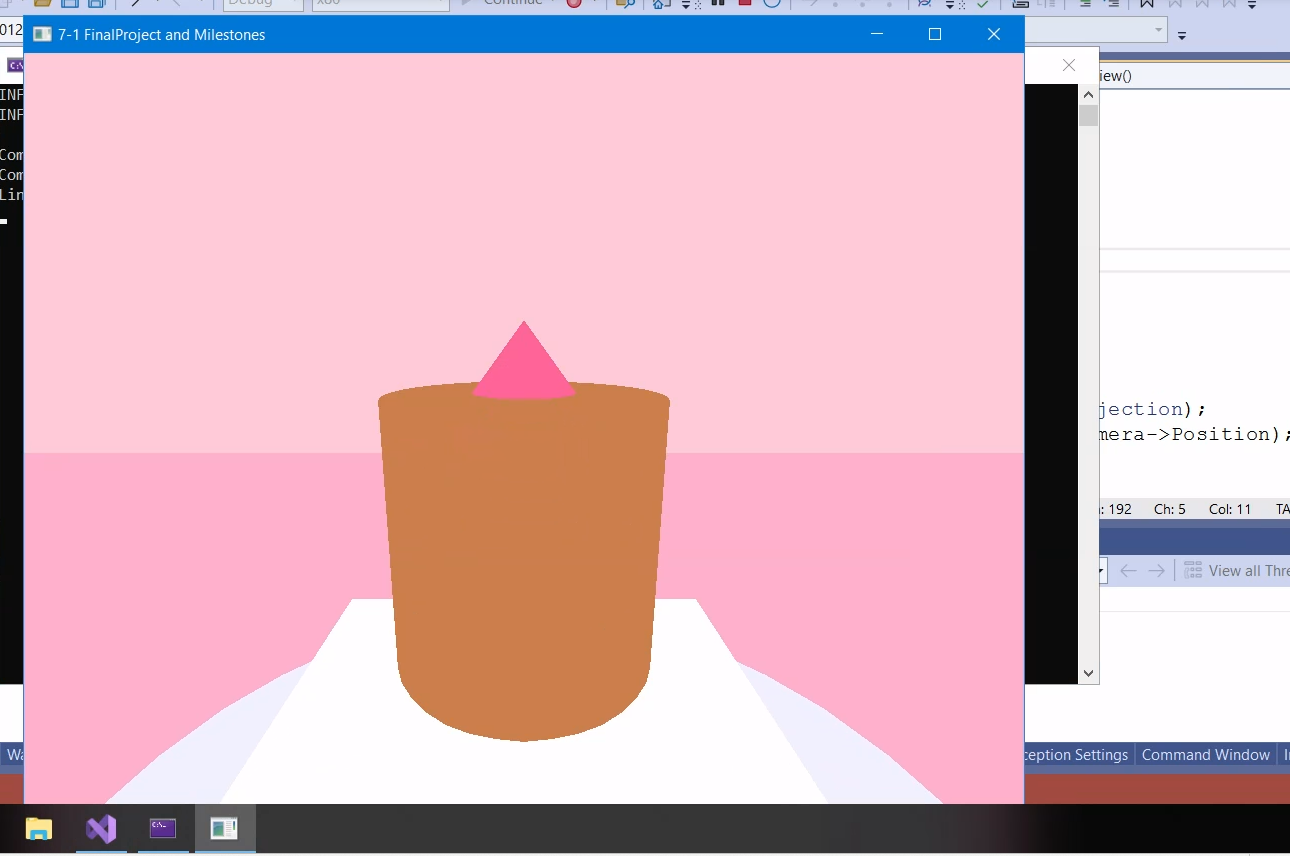 Debug
x86
Continue
012
7-1 FinalProject and Milestones
iew()
INF
INF
Com
Com
Lin
jection);
mera->Position);
: 192 Ch: 5 Col: 11 TA
View all Thre
Wa
ception Settings
Command Window
C:\.